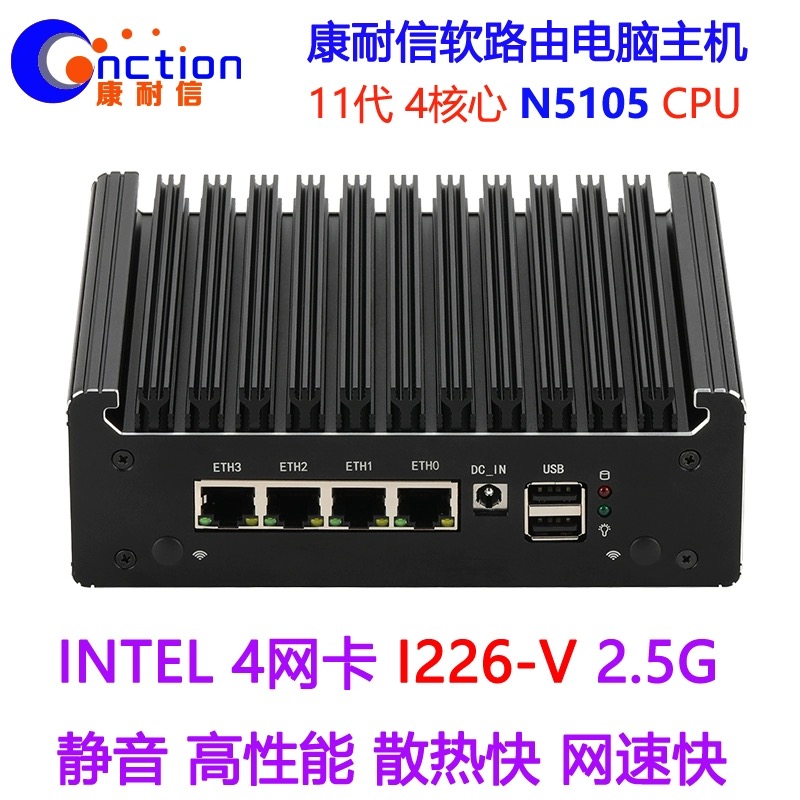 Cnction
康耐信
康耐信软路由电脑主机
11代 4核心 N5105 CPU
ETH3 ETH2 ETH1 ETH0 DC_IN USB
INTEL 4网卡 I226-V 2.5G
静音 高性能 散热快 网速快